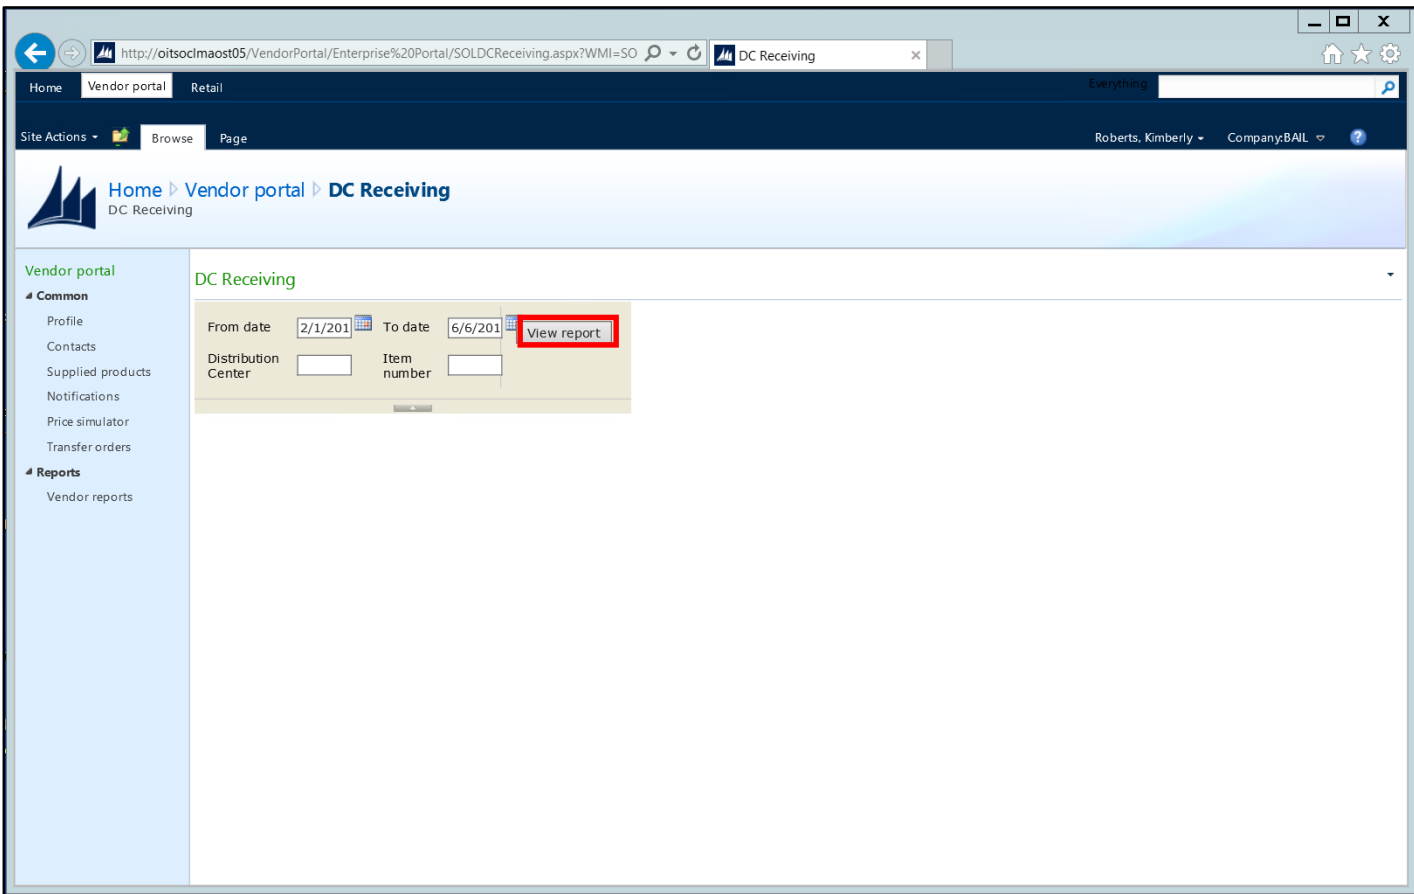 http://oitsoclmaost05/VendorPortal/Enterprise%20Portal/SOLDCReceiving.aspx?WMI=SO
DC Receiving
Home Vendor portal Retail
Everything
Site Actions Browse Page
Roberts, Kimberly Company:BAIL
Home Vendor portal DC Receiving
DC Receiving
Vendor portal
Common
Profile
Contacts
Supplied products
Notifications
Price simulator
Transfer orders
Reports
Vendor reports
DC Receiving
From date 2/1/201 To date 6/6/201 View report
Distribution Center
Item number